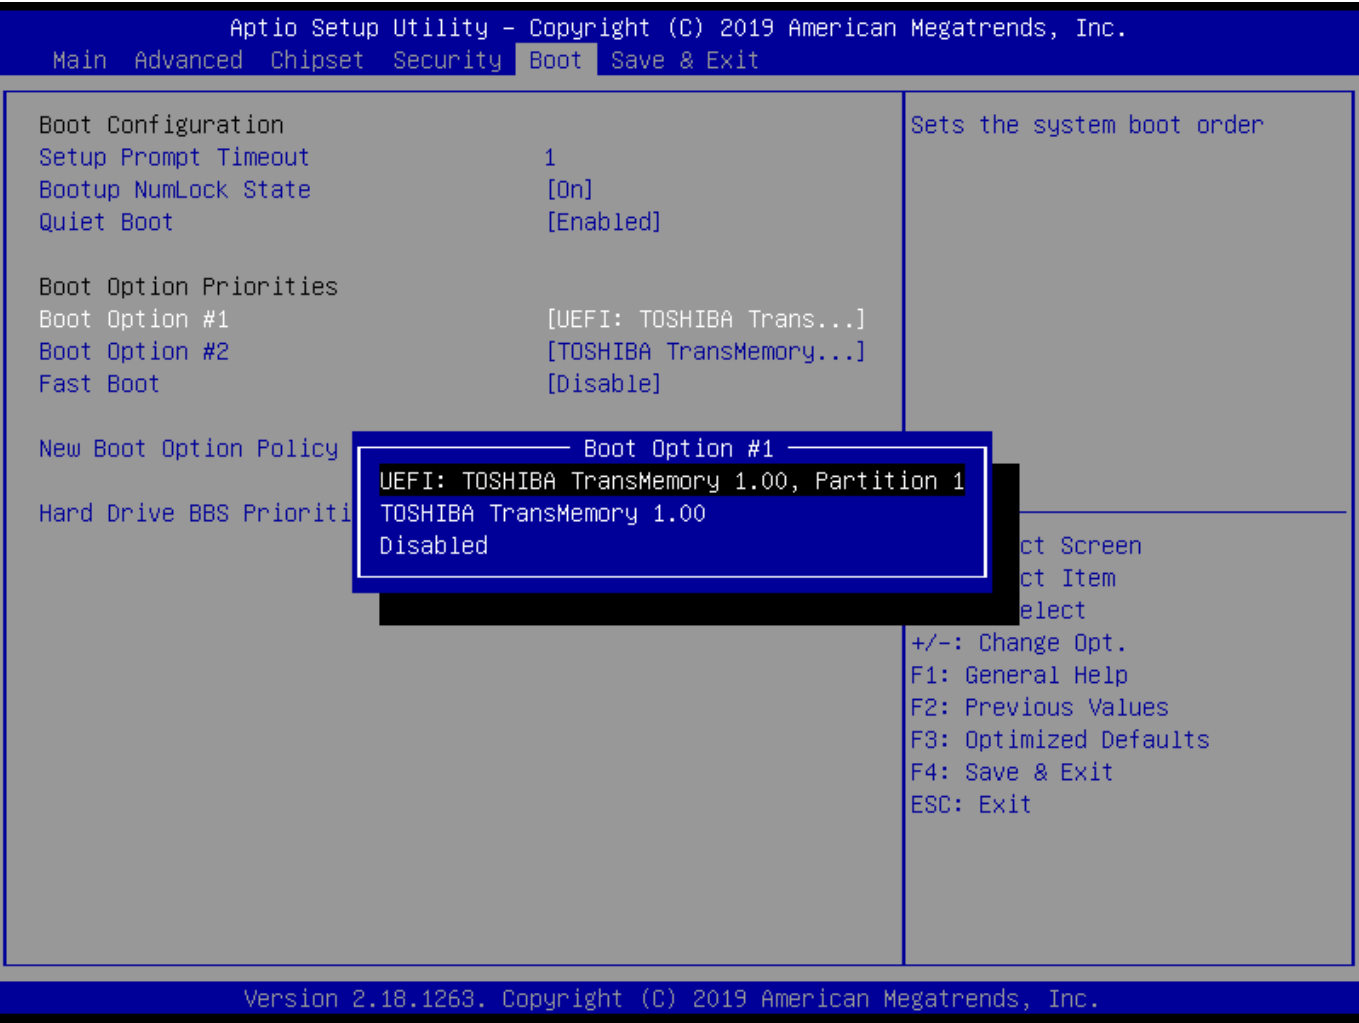 Aptio Setup Utility – Copyright (C) 2019 American Megatrends, Inc.
Main Advanced Chipset Security Boot Save & Exit
Boot Configuration
Setup Prompt Timeout 1
Bootup NumLock State [On]
Quiet Boot [Enabled]
Boot Option Priorities
Boot Option #1 [UEFI: TOSHIBA Trans...]
Boot Option #2 [TOSHIBA TransMemory...]
Fast Boot [Disable]
New Boot Option Policy
Hard Drive BBS Prioriti
Boot Option #1
UEFI: TOSHIBA TransMemory 1.00, Partition 1
TOSHIBA TransMemory 1.00
Disabled
Sets the system boot order
ct Screen
ct Item
elect
+/-: Change Opt.
F1: General Help
F2: Previous Values
F3: Optimized Defaults
F4: Save & Exit
ESC: Exit
Version 2.18.1263. Copyright (C) 2019 American Megatrends, Inc.